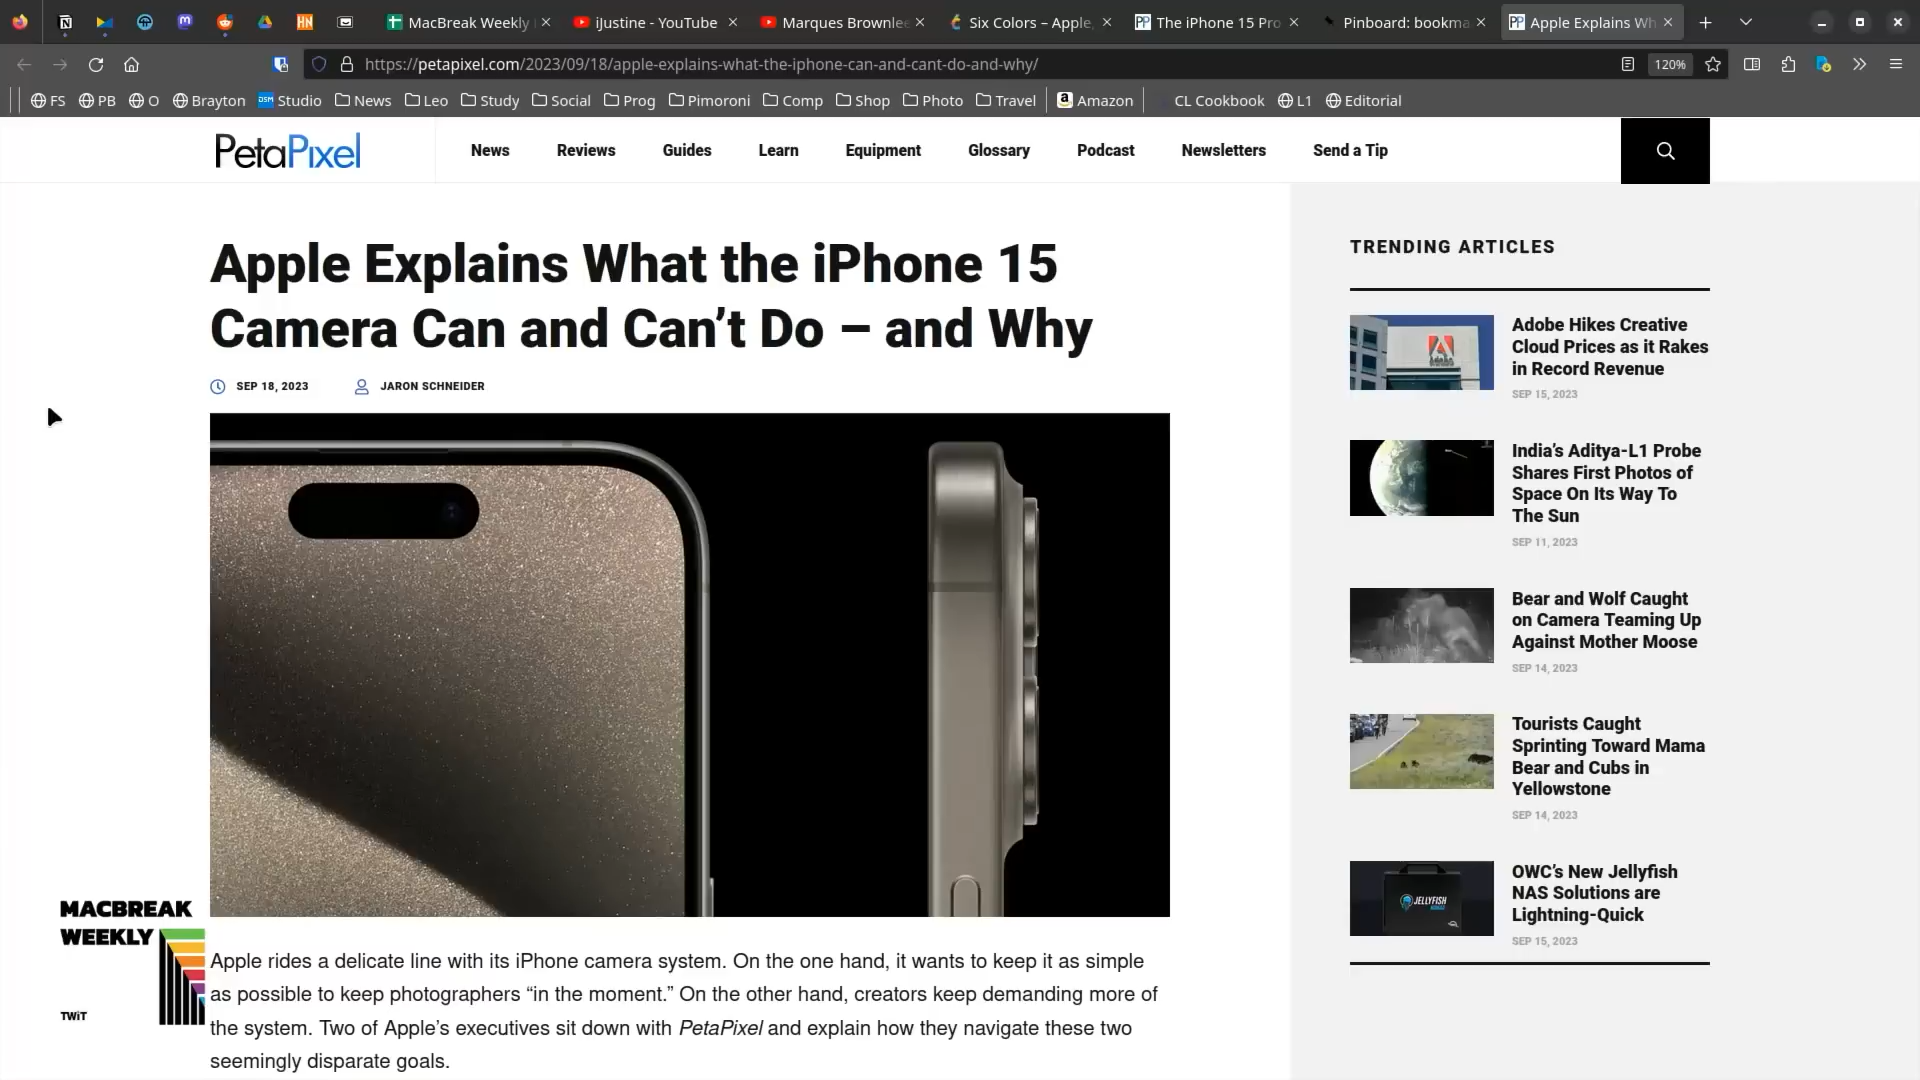 MacBreak Weekly
iJustine - YouTube
Marques Brownlee
Six Colors – Apple,
The iPhone 15 Pro
Pinboard: bookma
Apple Explains Wh
https://petapixel.com/2023/09/18/apple-explains-what-the-iphone-can-and-cant-do-and-why/
120%
FS PB O Brayton Studio News Leo Study Social Prog Pimoroni Comp Shop Photo Travel Amazon CL Cookbook L1 Editorial
PetaPixel
News Reviews Guides Learn Equipment Glossary Podcast Newsletters Send a Tip
Apple Explains What the iPhone 15
Camera Can and Can’t Do – and Why
SEP 18, 2023 JARON SCHNEIDER
Apple rides a delicate line with its iPhone camera system. On the one hand, it wants to keep it as simple
as possible to keep photographers “in the moment.” On the other hand, creators keep demanding more of
the system. Two of Apple’s executives sit down with PetaPixel and explain how they navigate these two
seemingly disparate goals.
TRENDING ARTICLES
Adobe Hikes Creative
Cloud Prices as it Rakes
in Record Revenue
SEP 15, 2023
India’s Aditya-L1 Probe
Shares First Photos of
Space On Its Way To
The Sun
SEP 11, 2023
Bear and Wolf Caught
on Camera Teaming Up
Against Mother Moose
SEP 14, 2023
Tourists Caught
Sprinting Toward Mama
Bear and Cubs in
Yellowstone
SEP 14, 2023
JELLYFISH
OWC’s New Jellyfish
NAS Solutions are
Lightning-Quick
SEP 15, 2023
MACBREAK
WEEKLY
TWiT